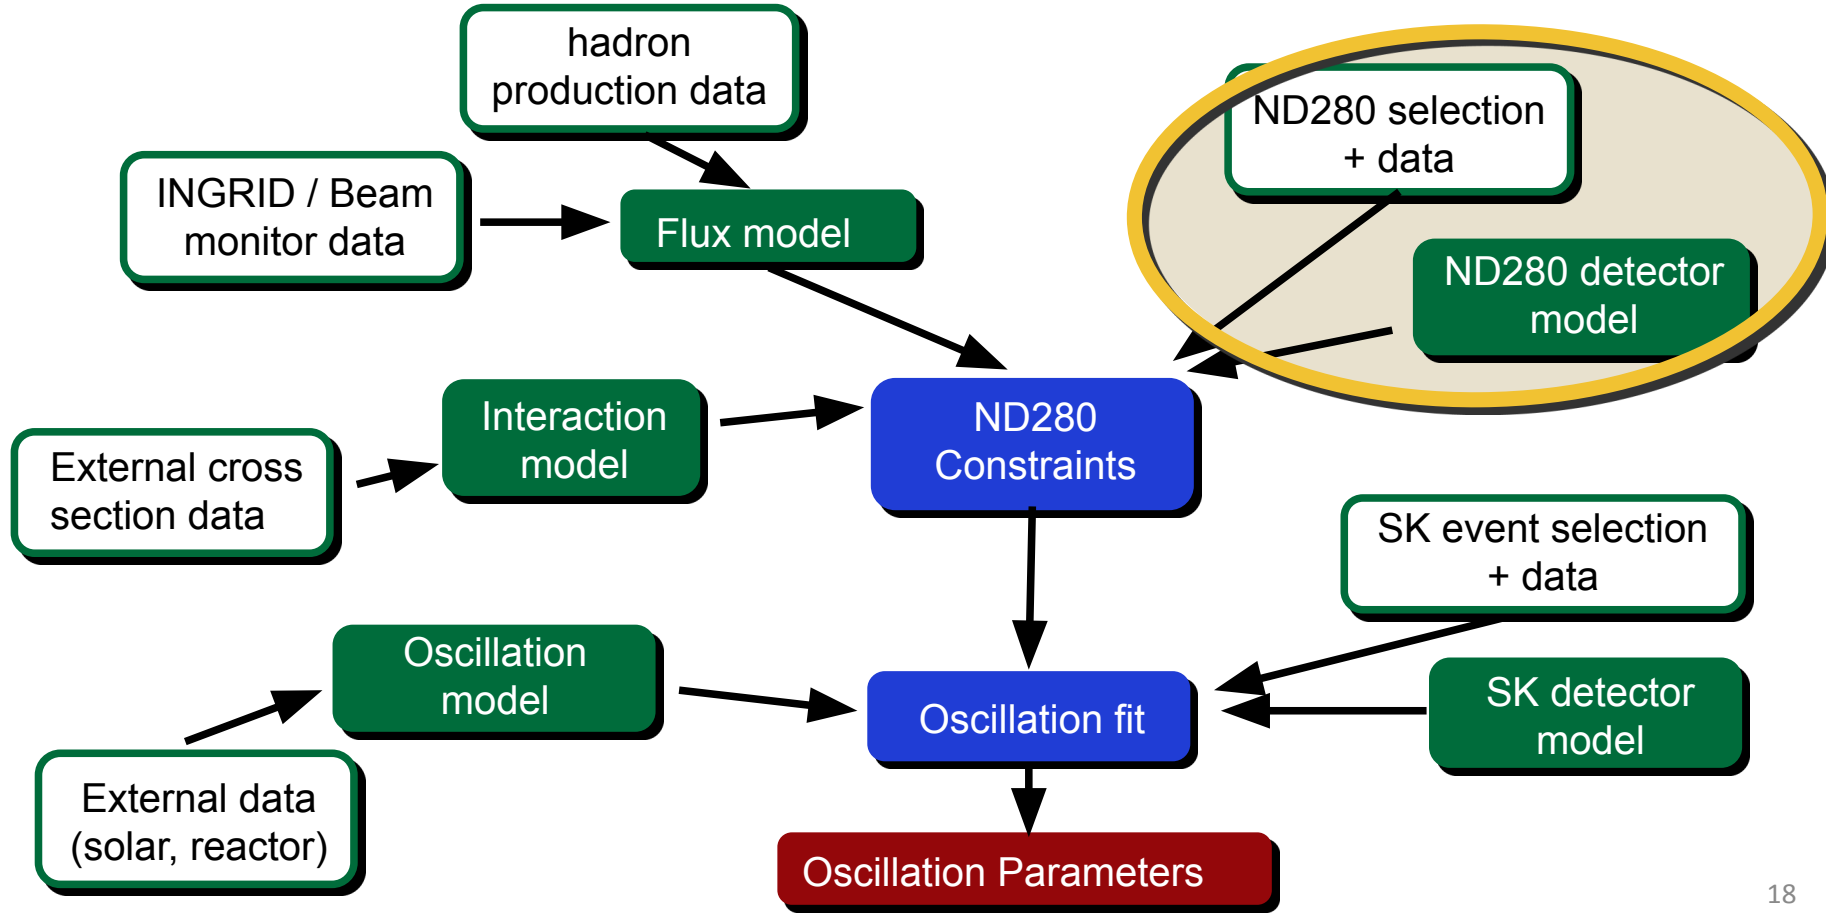 hadron
production data
ND280 selection
+ data
INGRID / Beam
monitor data
Flux model
ND280 detector
model
Interaction
model
ND280
Constraints
External cross
section data
SK event selection
+ data
Oscillation
model
Oscillation fit
SK detector
model
External data
(solar, reactor)
Oscillation Parameters
18